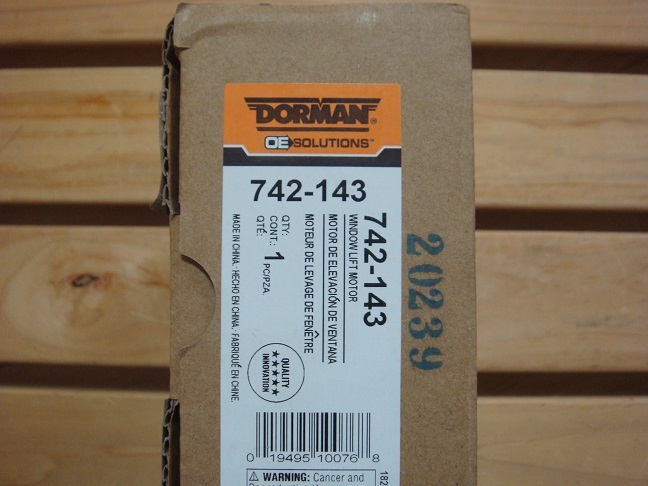 DORMAN®
OE SOLUTIONS™
742-143
742-143
WINDOW LIFT MOTOR
MOTOR DE ELEVACIÓN DE VENTANA
MOTEUR DE LEVAGE DE FENÊTRE
QTY:
CONT.: 1 PC/PZA.
QTÉ:
MADE IN CHINA. · HECHO EN CHINA. · FABRIQUÉ EN CHINE.
QUALITY
★★★★★
INNOVATION
20239
0 19495 10076 8
⚠ WARNING: Cancer and
182